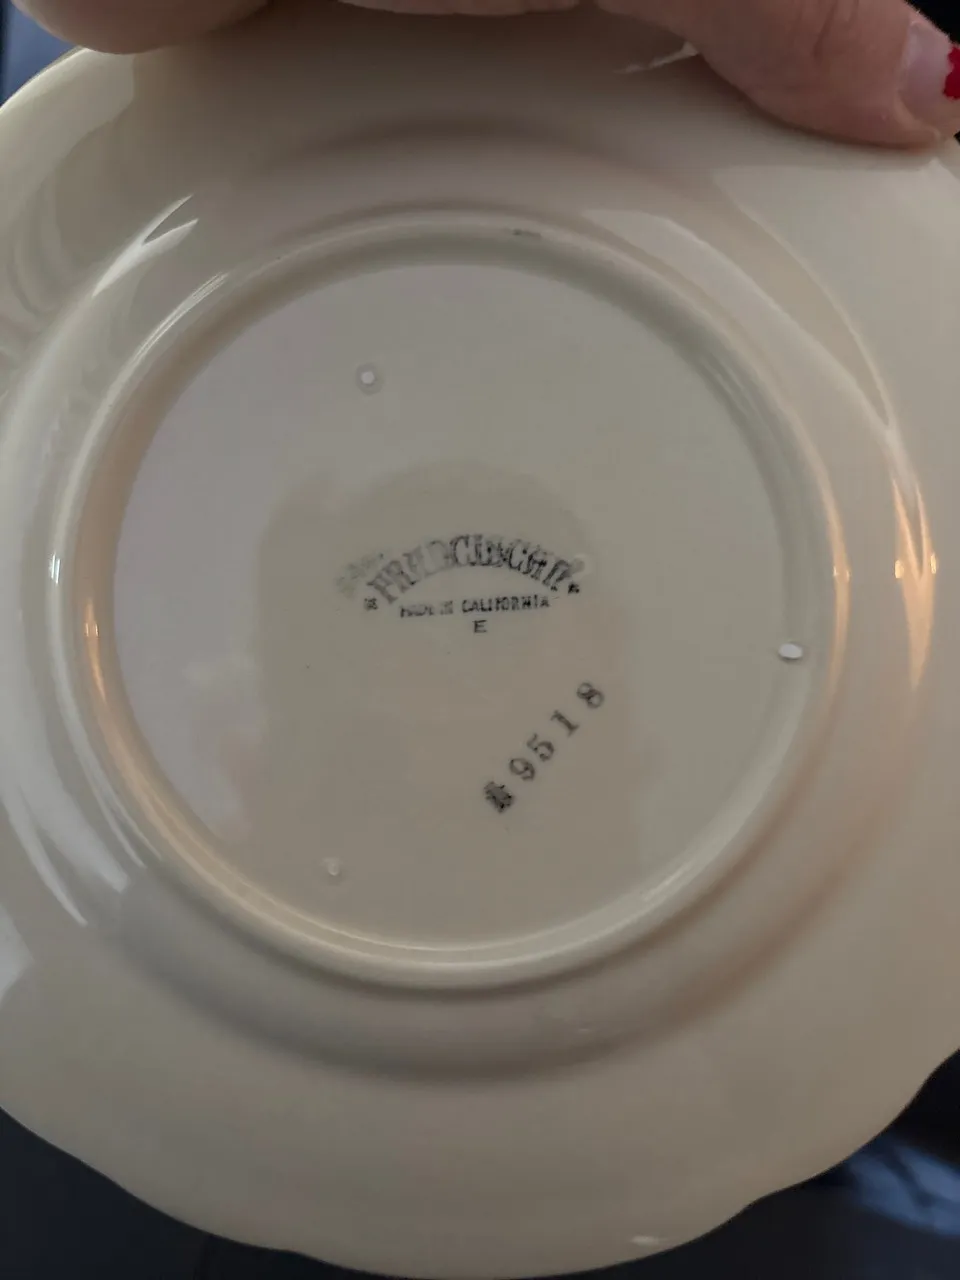 FRANCISCAN
MADE IN CALIFORNIA
E
#9518